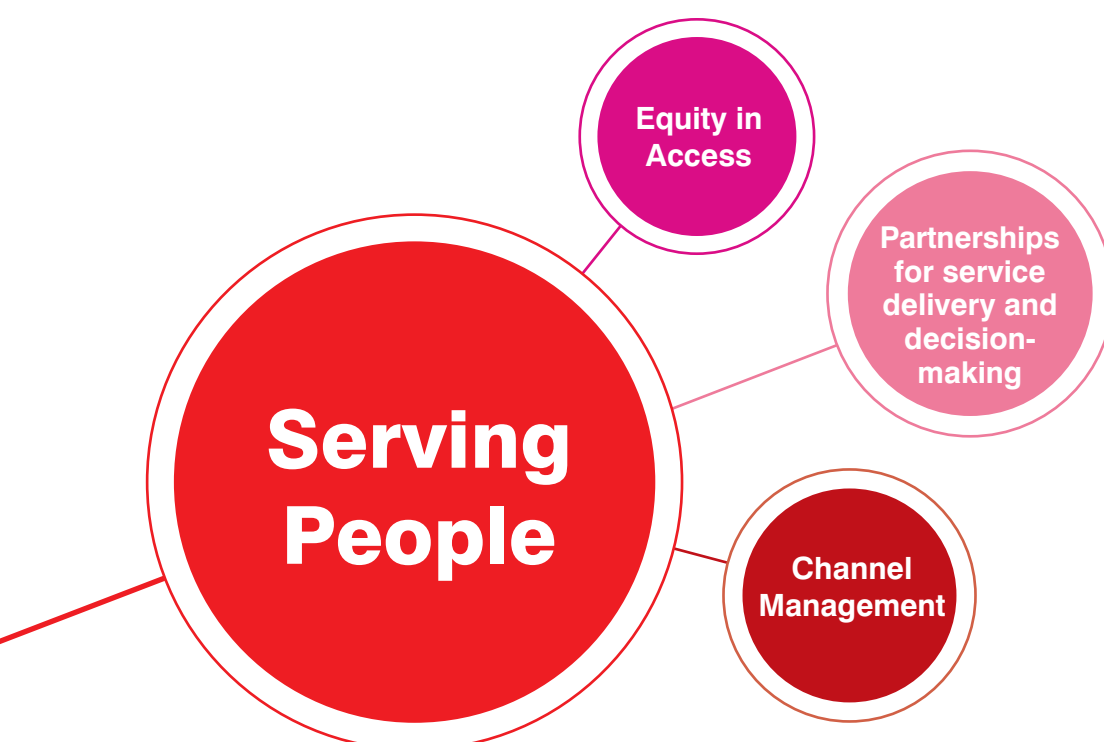 Equity in
Access
Partnerships
for service
delivery and
decision-
making
Serving
People
Channel
Management